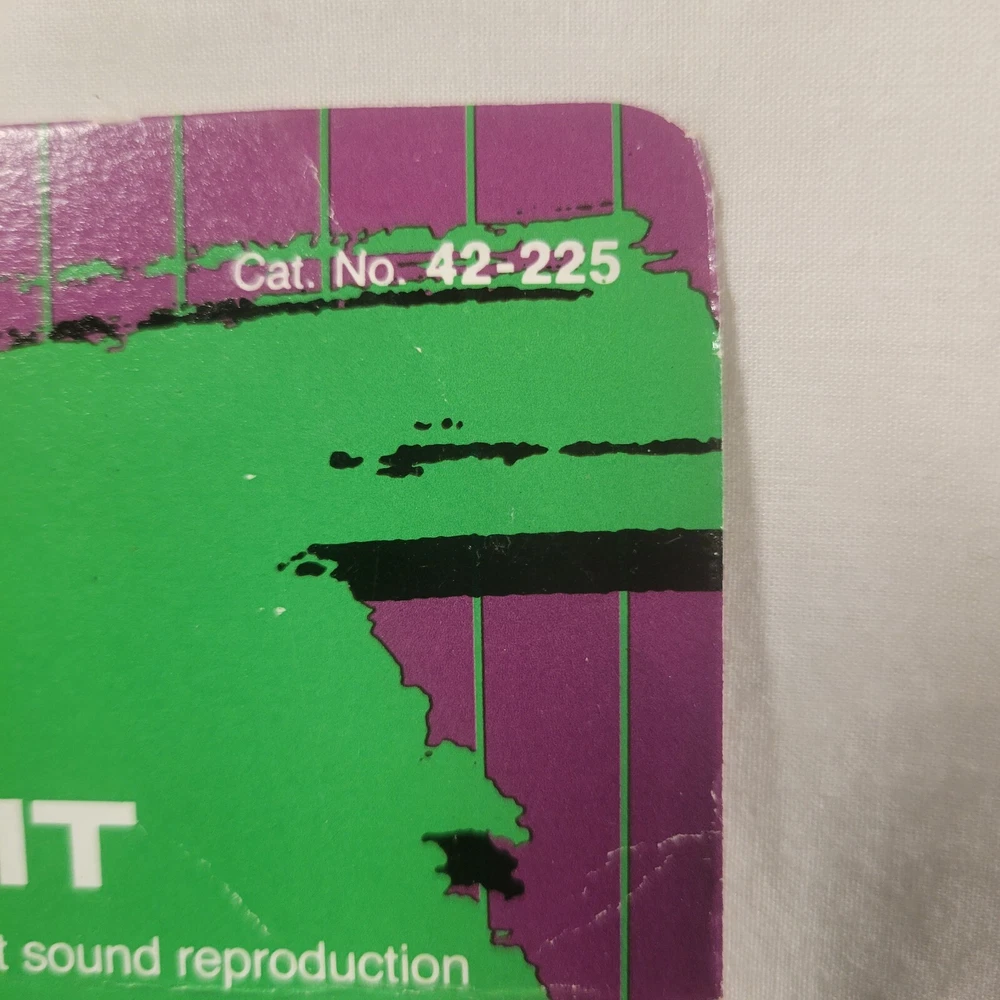 Cat. No. 42-225
IT
t sound reproduction